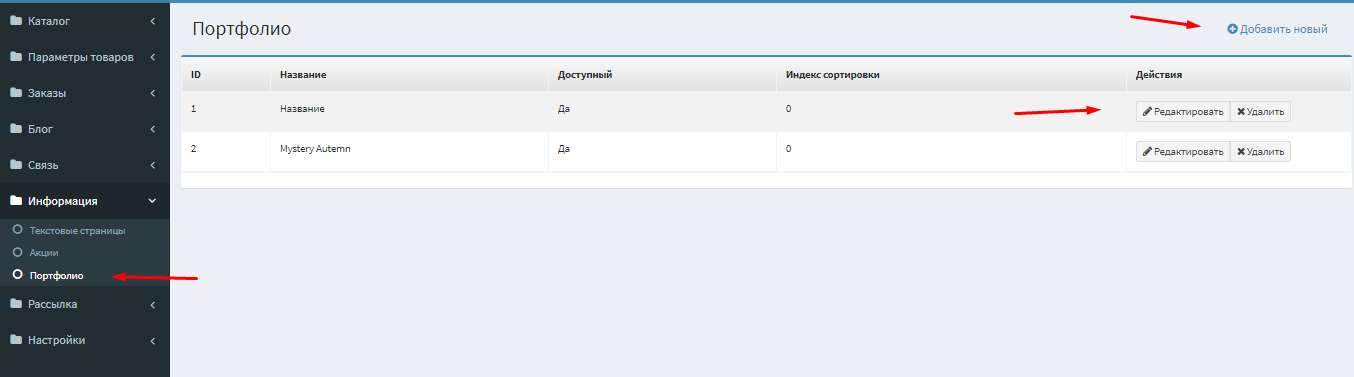 Каталог
Параметры товаров
Заказы
Блог
Связь
Информация
Текстовые страницы
Акции
Портфолио
Рассылка
Настройки
Портфолио
Добавить новый
ID Название Доступный Индекс сортировки Действия
1 Название Да 0 Редактировать Удалить
2 Mystery Autemn Да 0 Редактировать Удалить